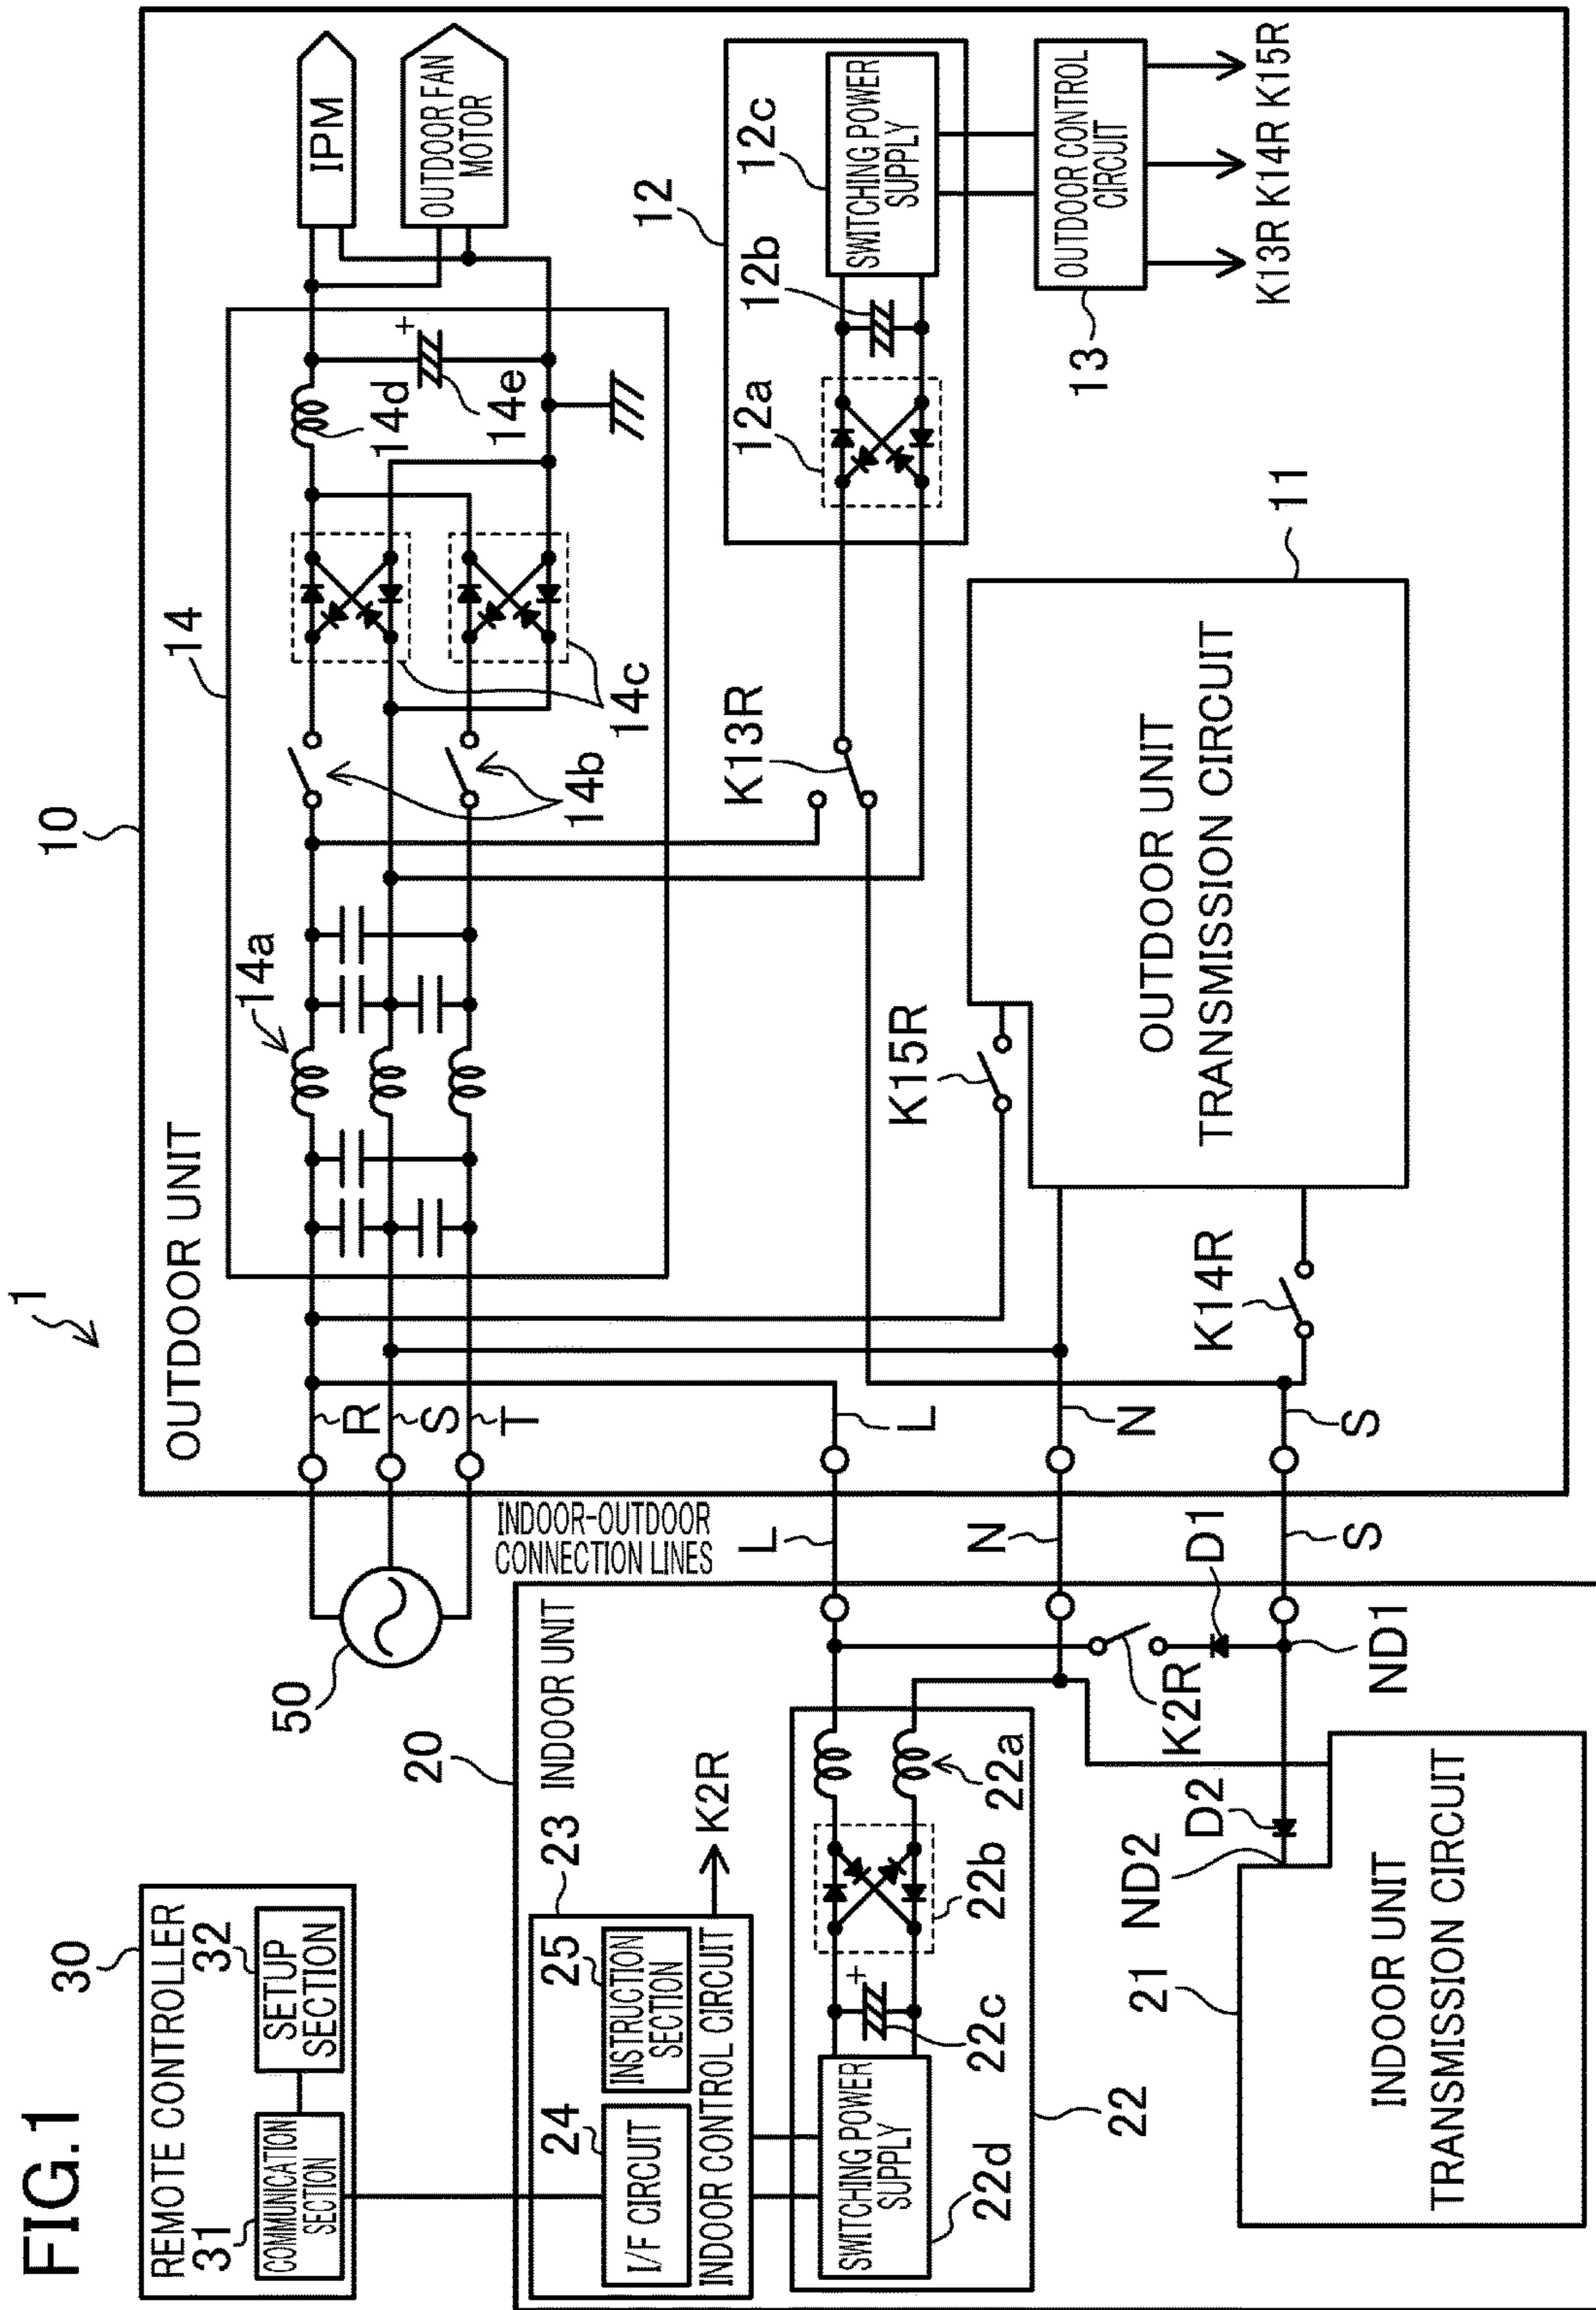 FIG.1
1
10
OUTDOOR UNIT
14
14a
14b
14c
14d
14e
+
IPM
OUTDOOR FAN
MOTOR
R
S
T
50
12
12a
12b
12c
SWITCHING POWER
SUPPLY
13
OUTDOOR CONTROL
CIRCUIT
K13R
K14R
K15R
K13R
K15R
K14R
11
OUTDOOR UNIT
TRANSMISSION CIRCUIT
L
N
S
INDOOR-OUTDOOR
CONNECTION LINES
L
N
S
30
REMOTE CONTROLLER
31
COMMUNICATION
SECTION
32
SETUP
SECTION
20
INDOOR UNIT
23
24
I/F CIRCUIT
25
INSTRUCTION
SECTION
INDOOR CONTROL CIRCUIT
K2R
22
22a
22b
22c
+
22d
SWITCHING POWER
SUPPLY
K2R
D1
ND1
D2
ND2
21
INDOOR UNIT
TRANSMISSION CIRCUIT